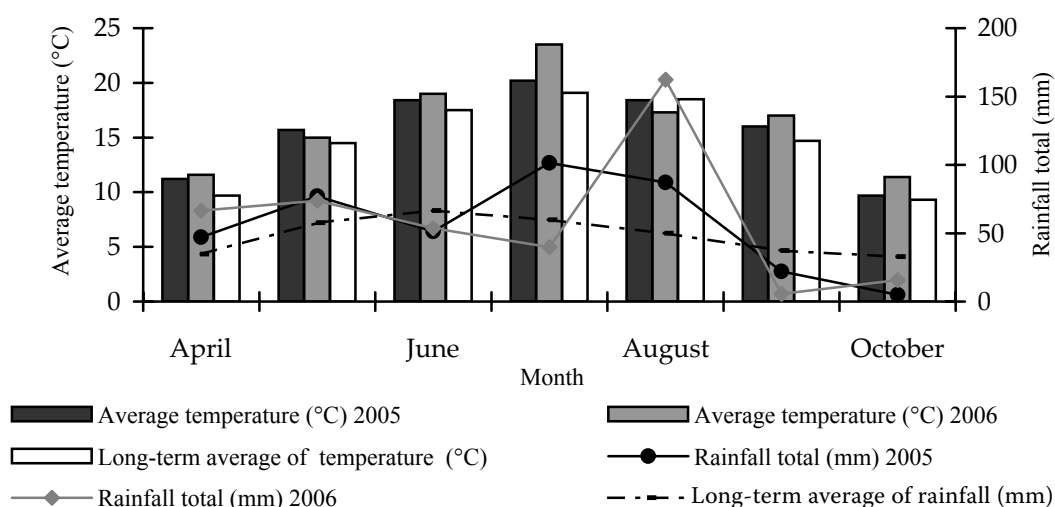 Average temperature (°C)
25
20
15
10
5
0
200
150
100
50
0
Rainfall total (mm)
April
June
August
October
Month
Average temperature (°C) 2005
Average temperature (°C) 2006
Long-term average of temperature (°C)
Rainfall total (mm) 2005
Rainfall total (mm) 2006
Long-term average of rainfall (mm)